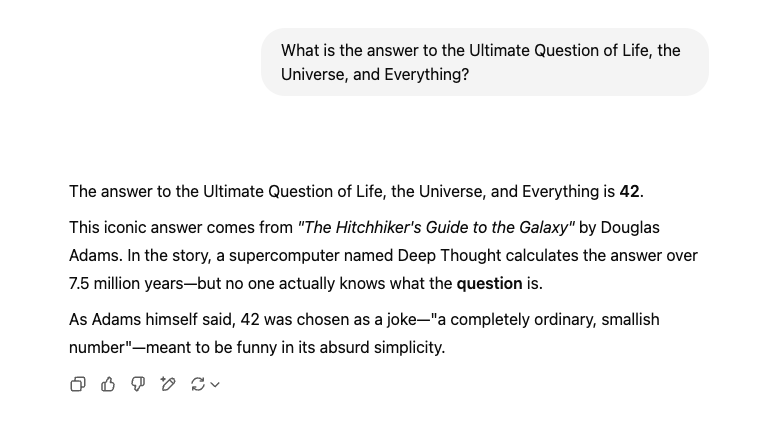 What is the answer to the Ultimate Question of Life, the
Universe, and Everything?
The answer to the Ultimate Question of Life, the Universe, and Everything is 42.
This iconic answer comes from "The Hitchhiker's Guide to the Galaxy" by Douglas
Adams. In the story, a supercomputer named Deep Thought calculates the answer over
7.5 million years—but no one actually knows what the question is.
As Adams himself said, 42 was chosen as a joke—"a completely ordinary, smallish
number"—meant to be funny in its absurd simplicity.